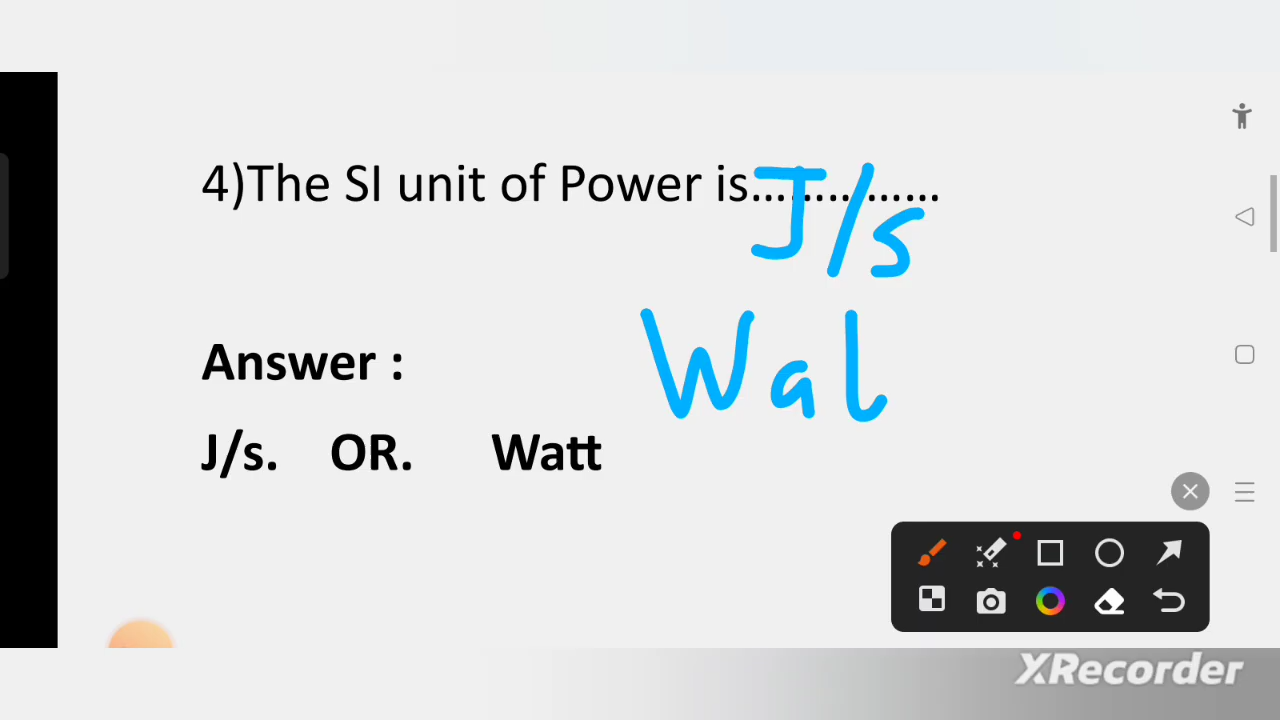 4)The SI unit of Power is...............
J/s
Answer :
Wal
J/s. OR. Watt
XRecorder